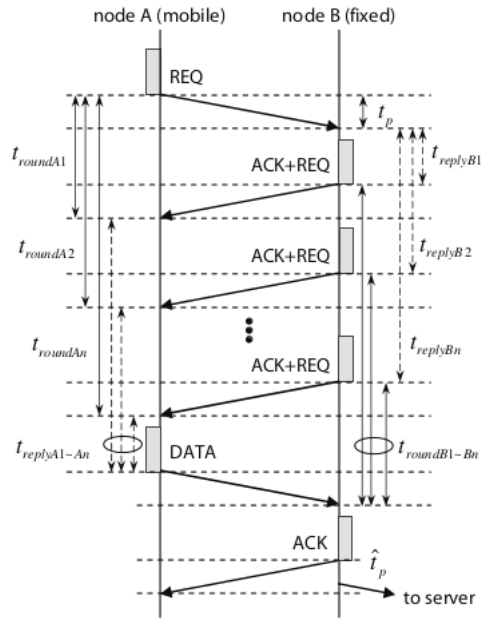 node A (mobile) node B (fixed)
REQ
t_p
t_roundA1
ACK+REQ
t_replyB1
t_roundA2
ACK+REQ
t_replyB2
t_roundAn
ACK+REQ
t_replyBn
t_replyA1-An
DATA
t_roundB1-Bn
ACK
t̂_p
to server